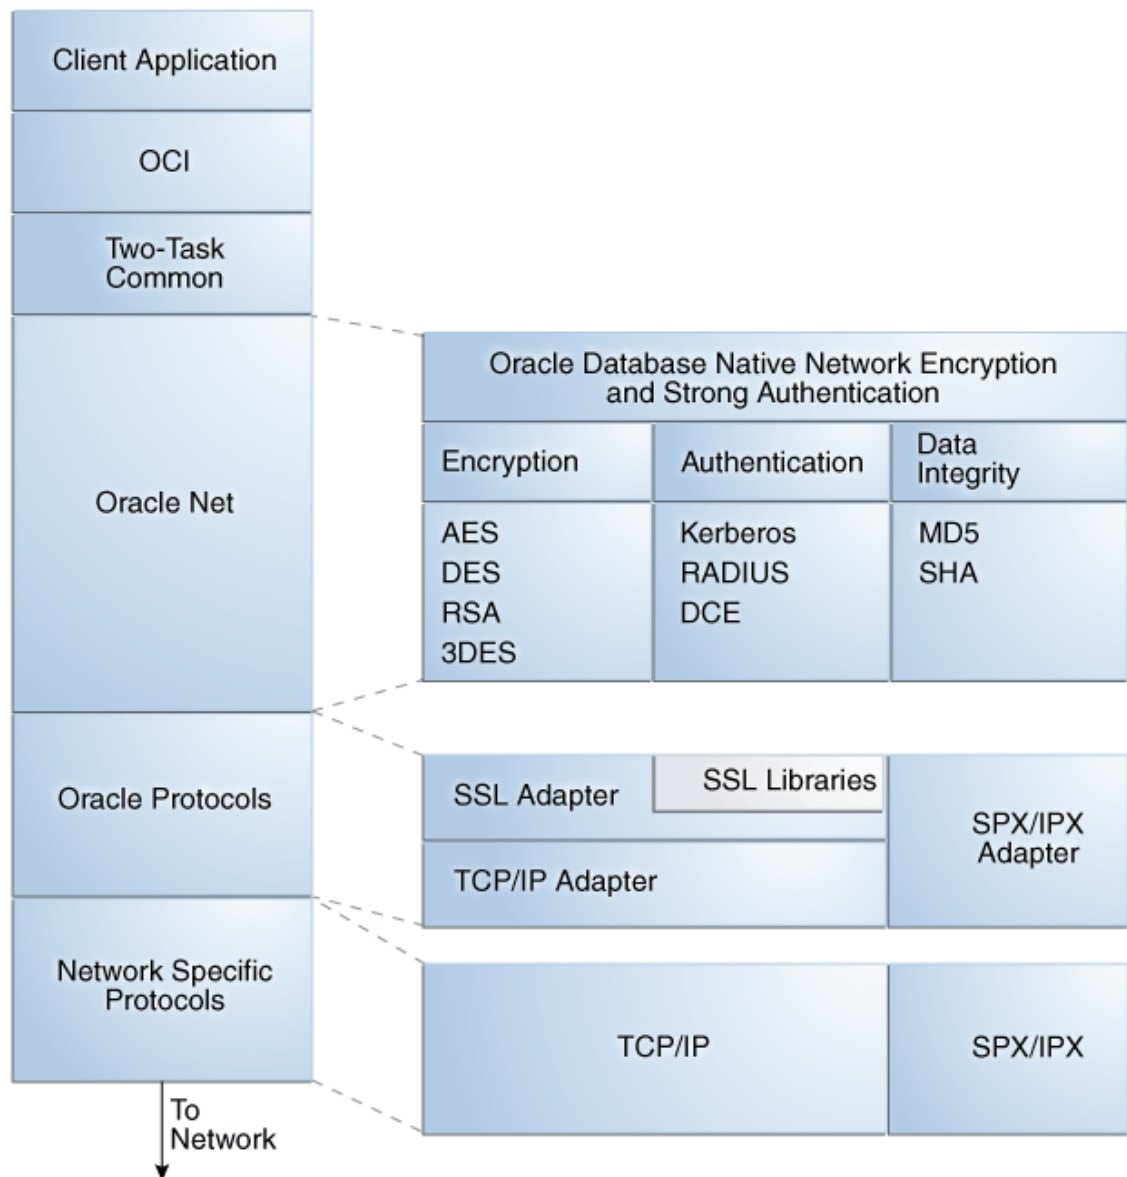 Client Application
OCI
Two-Task
Common
Oracle Net
Oracle Protocols
Network Specific
Protocols
To
Network
Oracle Database Native Network Encryption
and Strong Authentication
Encryption
Authentication
Data
Integrity
AES
DES
RSA
3DES
Kerberos
RADIUS
DCE
MD5
SHA
SSL Adapter
SSL Libraries
TCP/IP Adapter
SPX/IPX
Adapter
TCP/IP
SPX/IPX